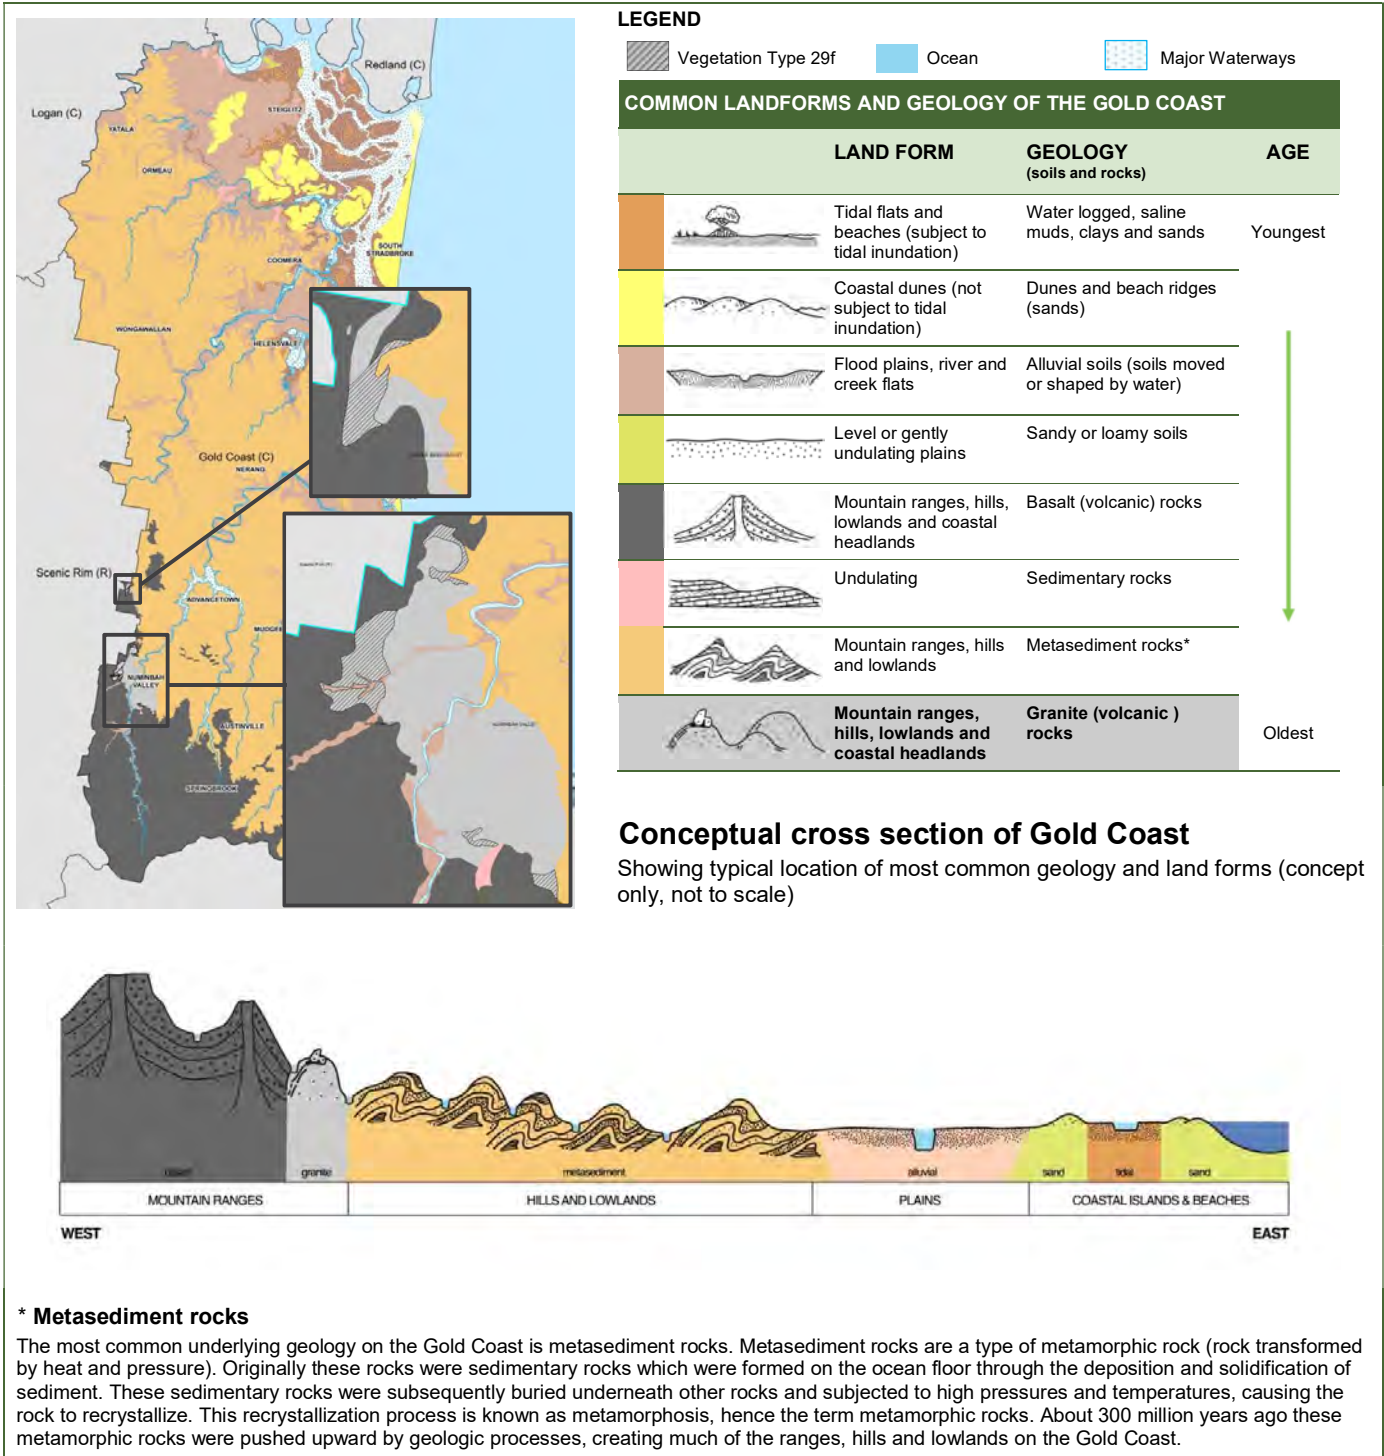 LEGEND
Vegetation Type 29f
Ocean
Major Waterways
Redland (C)
Logan (C)
STEIGLITZ
YATALA
ORMEAU
SOUTH
STRADBROKE
COOMERA
WONGAWALLAN
HELENSVALE
Gold Coast (C)
NERANG
Scenic Rim (R)
ADVANCETOWN
NUMINBAH
VALLEY
AUSTINVILLE
SPRINGBROOK
COMMON LANDFORMS AND GEOLOGY OF THE GOLD COAST
LAND FORM
GEOLOGY
(soils and rocks)
AGE
Tidal flats and
beaches (subject to
tidal inundation)
Water logged, saline
muds, clays and sands
Youngest
Coastal dunes (not
subject to tidal
inundation)
Dunes and beach ridges
(sands)
Flood plains, river and
creek flats
Alluvial soils (soils moved
or shaped by water)
Level or gently
undulating plains
Sandy or loamy soils
Mountain ranges, hills,
lowlands and coastal
headlands
Basalt (volcanic) rocks
Undulating
Sedimentary rocks
Mountain ranges, hills
and lowlands
Metasediment rocks*
Mountain ranges,
hills, lowlands and
coastal headlands
Granite (volcanic )
rocks
Oldest
Conceptual cross section of Gold Coast
Showing typical location of most common geology and land forms (concept
only, not to scale)
granite
metasediment
alluvial
sand
tidal
sand
MOUNTAIN RANGES
HILLS AND LOWLANDS
PLAINS
COASTAL ISLANDS & BEACHES
WEST
EAST
* Metasediment rocks
The most common underlying geology on the Gold Coast is metasediment rocks. Metasediment rocks are a type of metamorphic rock (rock transformed
by heat and pressure). Originally these rocks were sedimentary rocks which were formed on the ocean floor through the deposition and solidification of
sediment. These sedimentary rocks were subsequently buried underneath other rocks and subjected to high pressures and temperatures, causing the
rock to recrystallize. This recrystallization process is known as metamorphosis, hence the term metamorphic rocks. About 300 million years ago these
metamorphic rocks were pushed upward by geologic processes, creating much of the ranges, hills and lowlands on the Gold Coast.